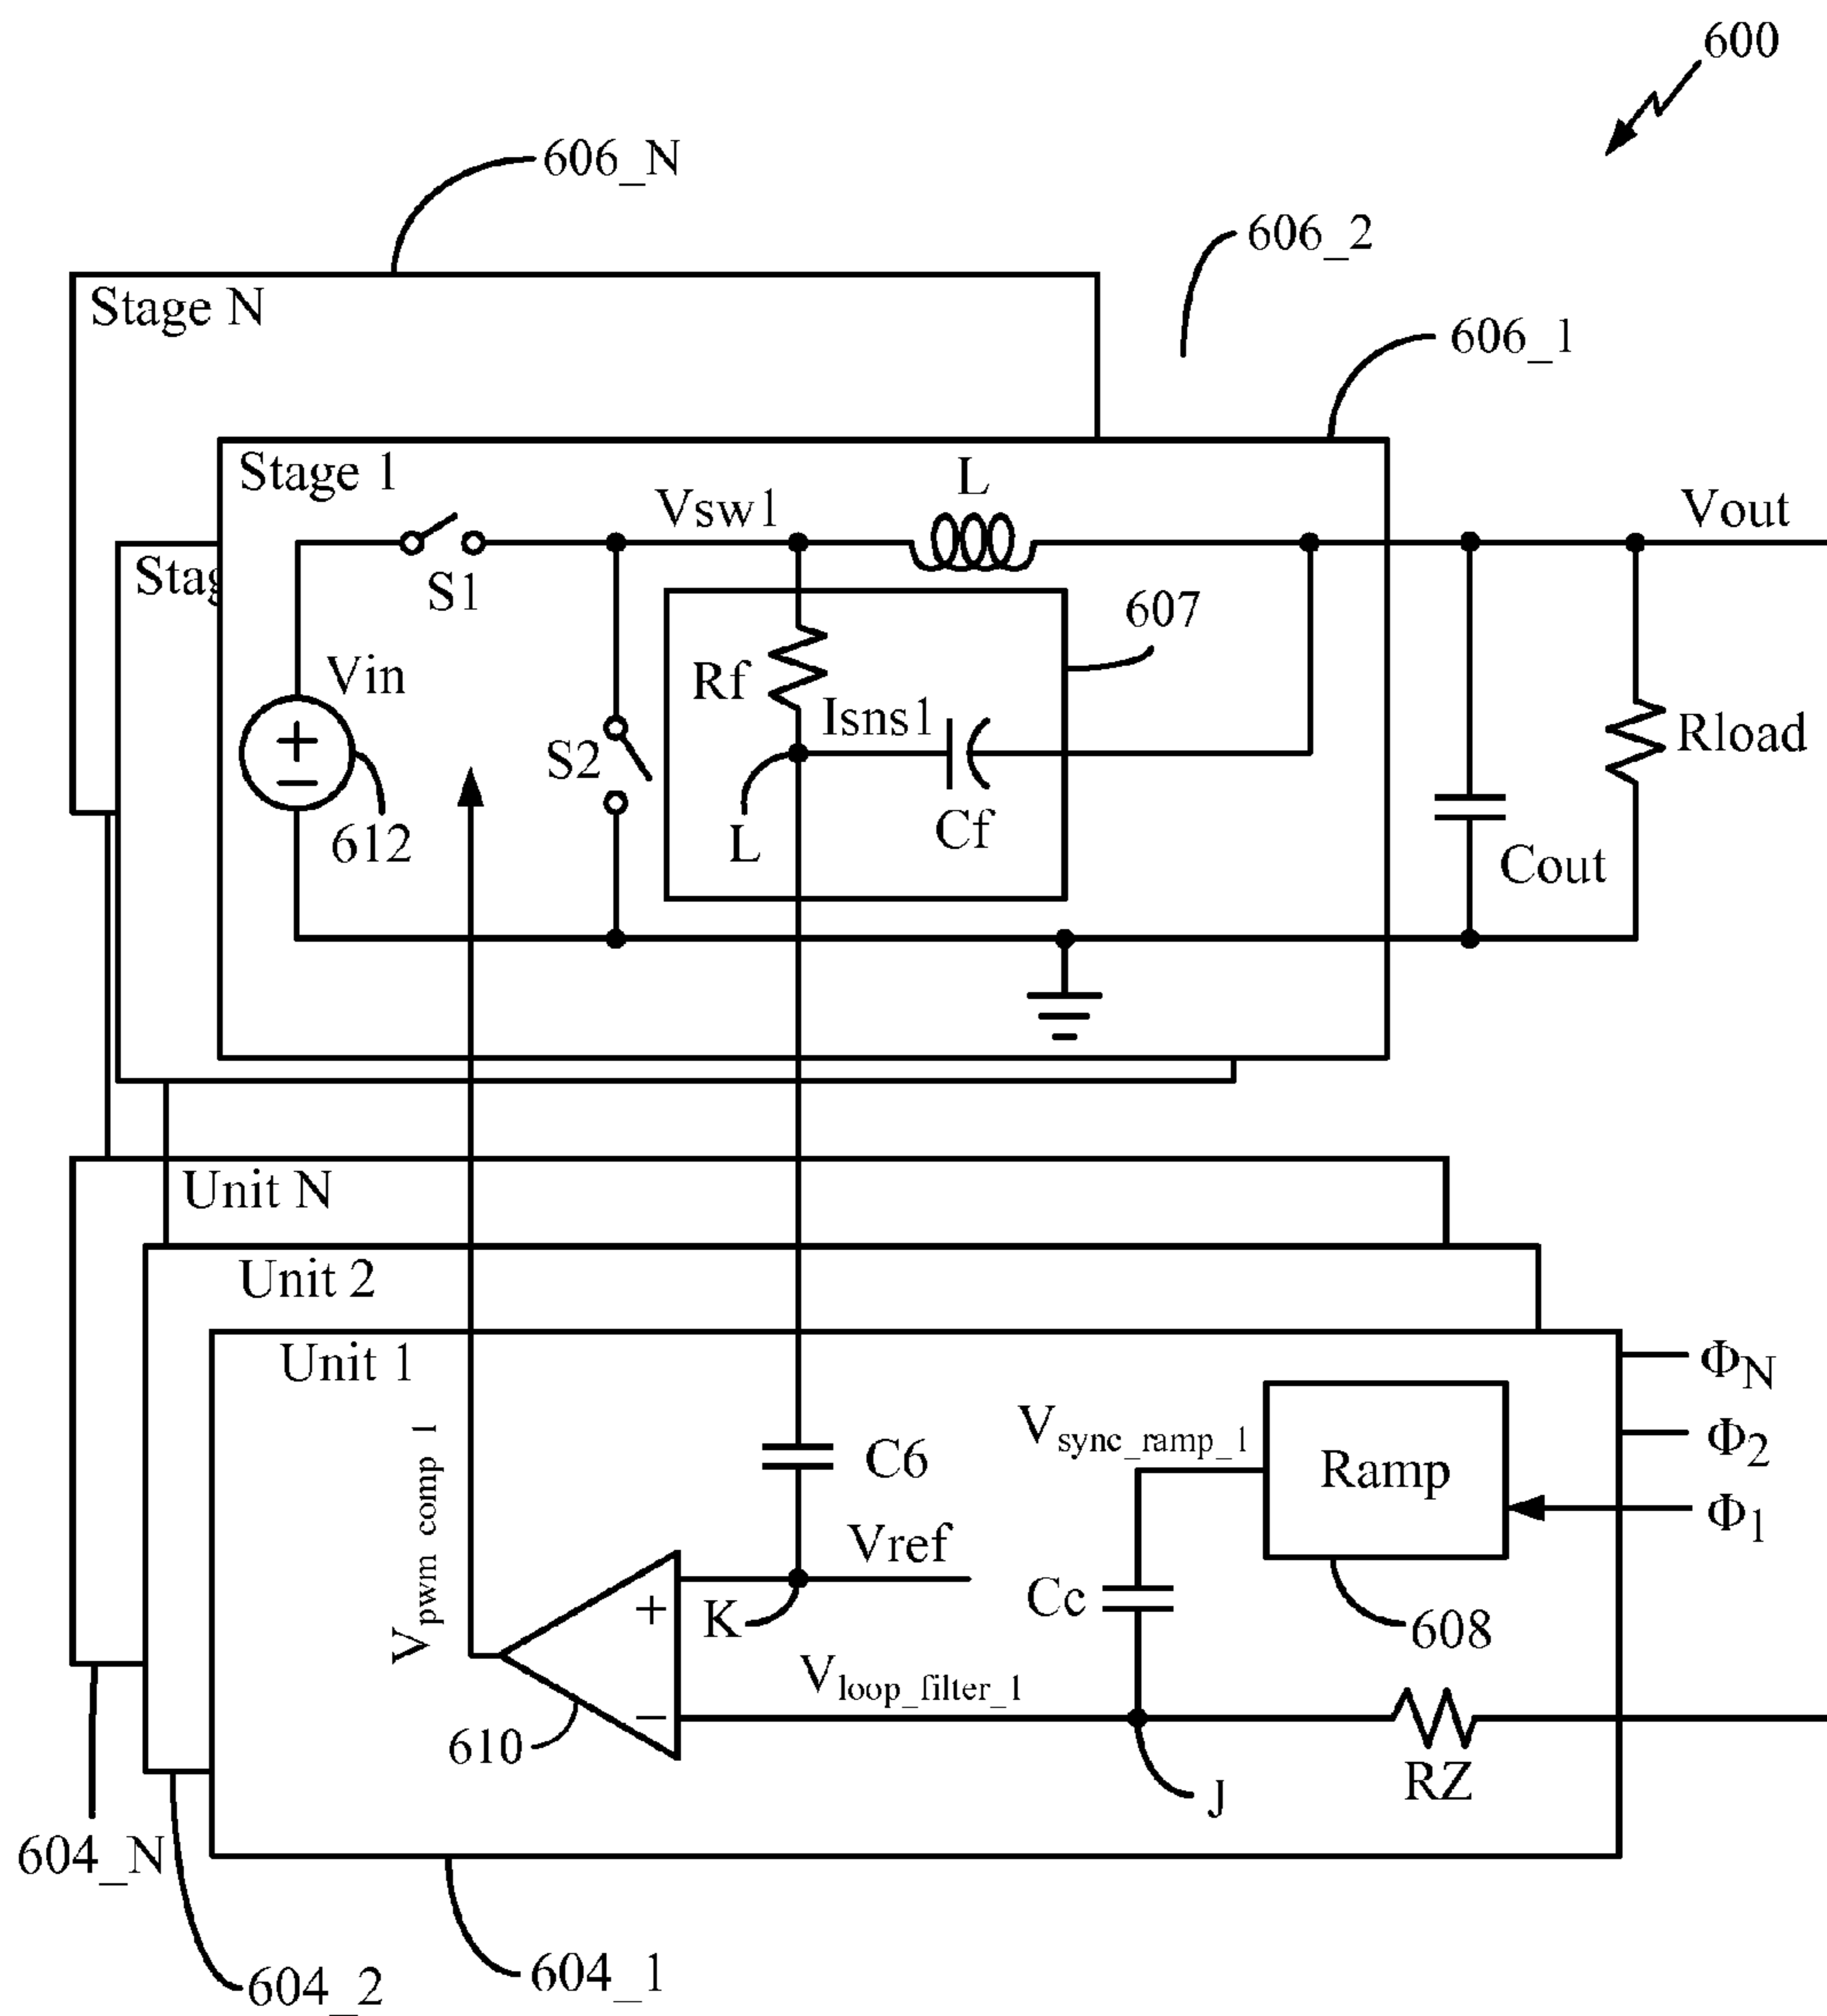 600
606_N
606_2
606_1
Stage N
Stage 1
Vsw1
L
Vout
Stag
S1
607
Vin
Rf
Isns1
S2
Rload
612
L
Cf
Cout
Unit N
Unit 2
Unit 1
ΦN
Vsync_ramp_1
Φ2
C6
Ramp
Φ1
Vpwm_comp_1
Vref
Cc
K
608
Vloop_filter_1
610
RZ
J
604_N
604_2
604_1